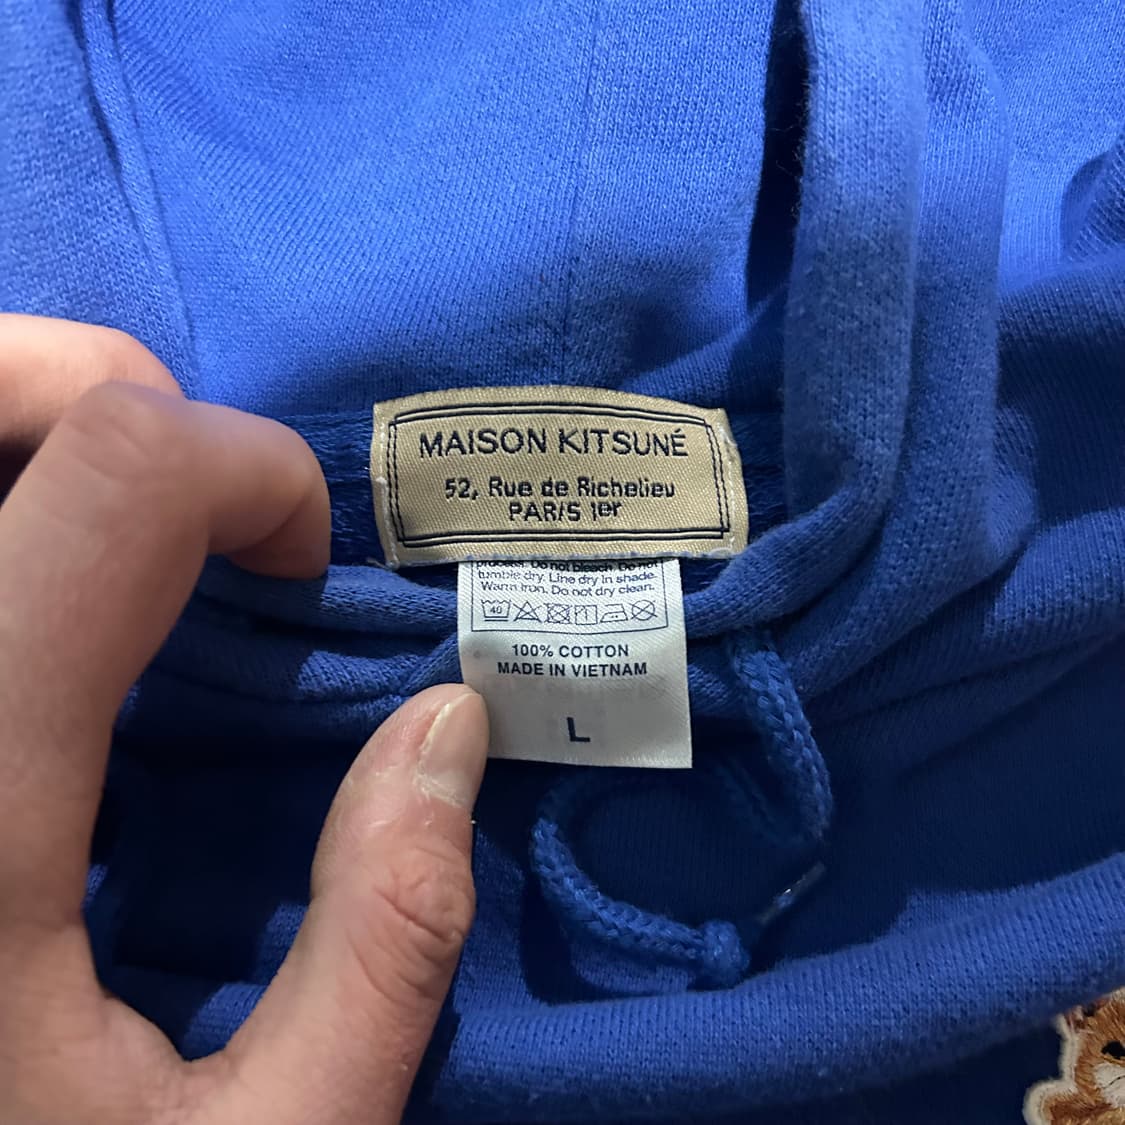 MAISON KITSUNÉ
52, Rue de Richelieu
PARIS 1er
process. Do not bleach. Do not
tumble dry. Line dry in shade.
Warm iron. Do not dry clean.
40
100% COTTON
MADE IN VIETNAM
L